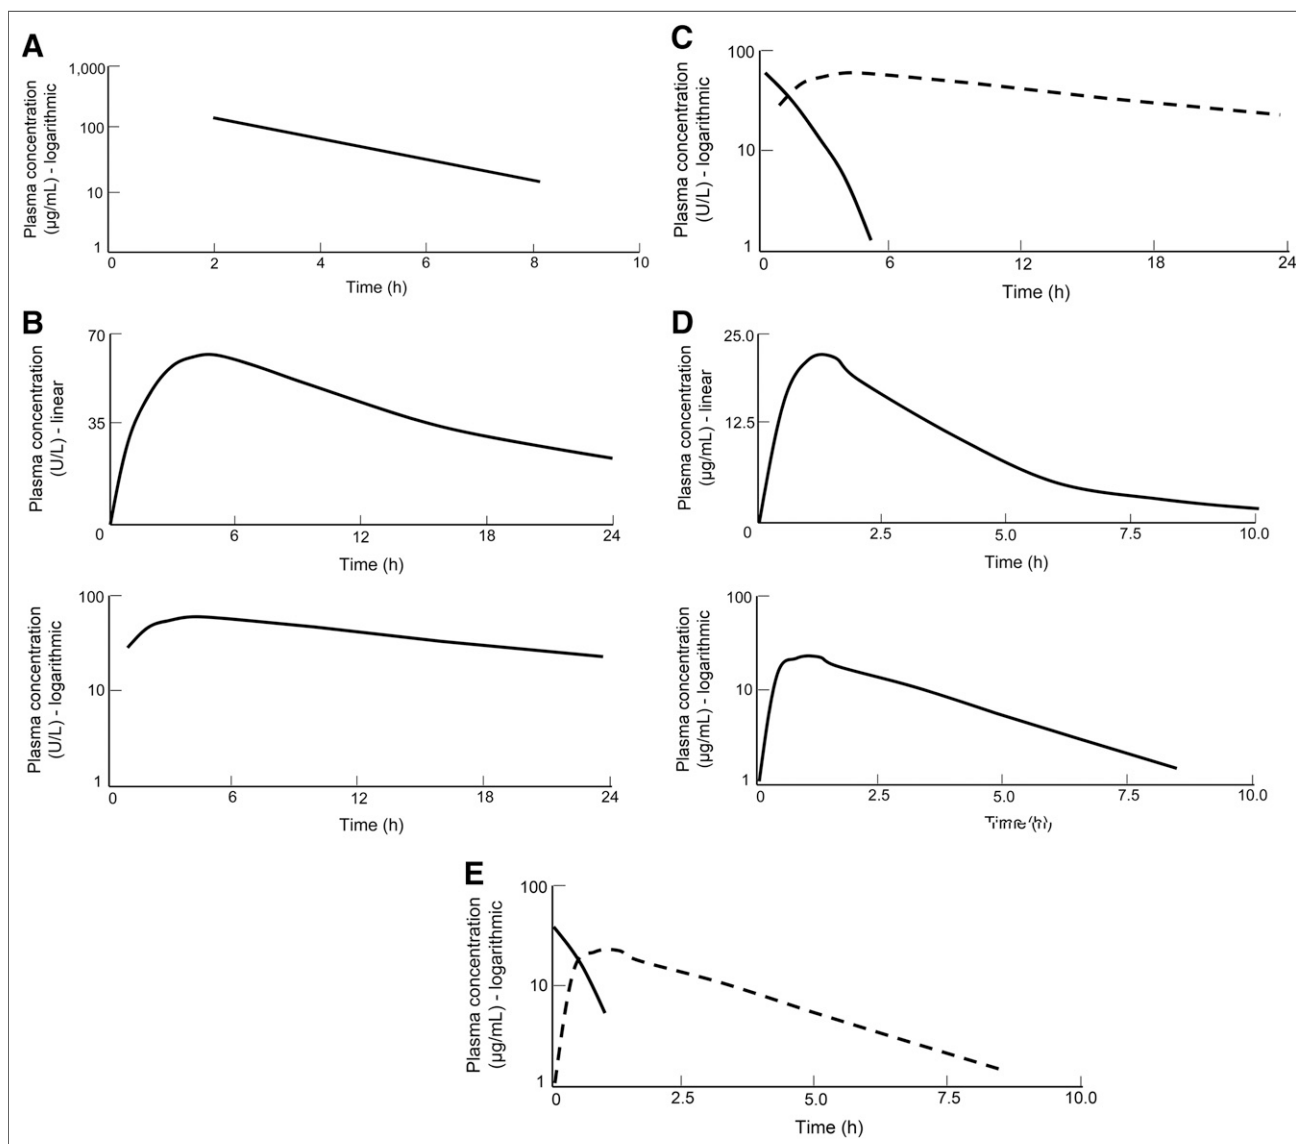 A
Plasma concentration
(µg/mL) - logarithmic
1,000
100
10
1
0
2
4
6
8
10
Time (h)
B
Plasma concentration
(U/L) - linear
70
35
0
6
12
18
24
Time (h)
Plasma concentration
(U/L) - logarithmic
100
10
1
0
6
12
18
24
Time (h)
C
Plasma concentration
(U/L) - logarithmic
100
10
1
0
6
12
18
24
Time (h)
D
Plasma concentration
(µg/mL) - linear
25.0
12.5
0
2.5
5.0
7.5
10.0
Time (h)
Plasma concentration
(µg/mL) - logarithmic
100
10
1
0
2.5
5.0
7.5
10.0
Time (h)
E
Plasma concentration
(µg/mL) - logarithmic
100
10
1
0
2.5
5.0
7.5
10.0
Time (h)